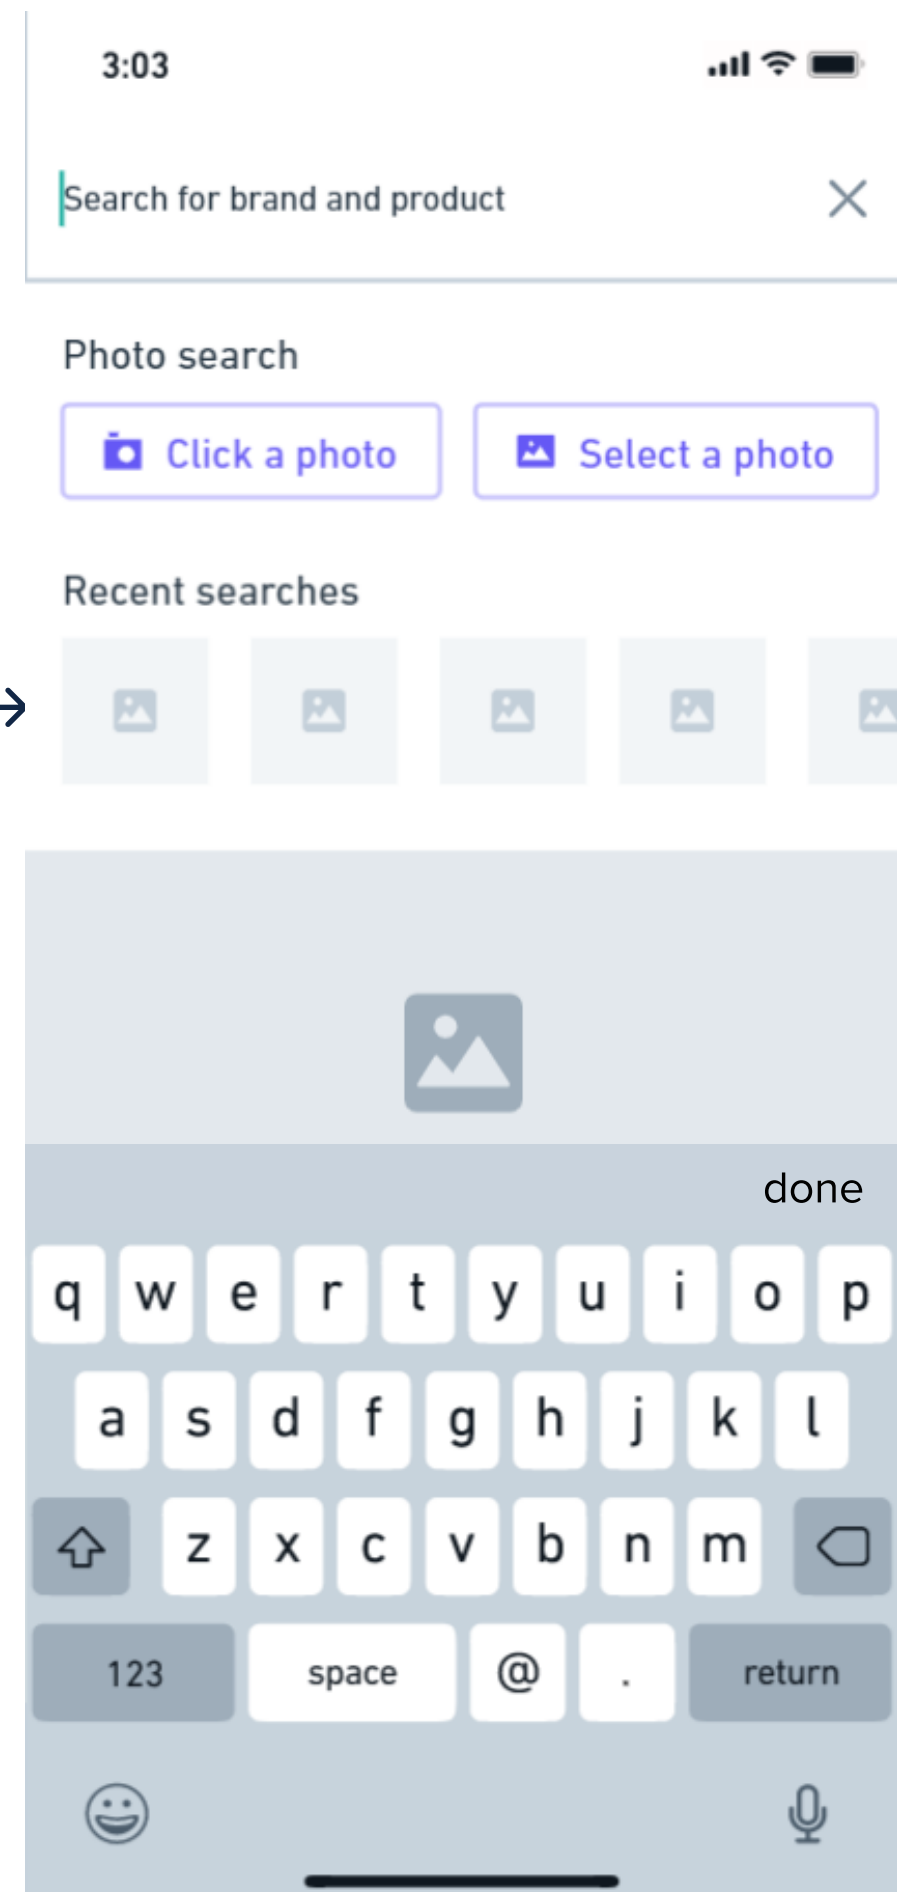 3:03
Search for brand and product
Photo search
Click a photo Select a photo
Recent searches
done
q w e r t y u i o p
a s d f g h j k l
z x c v b n m
123 space @ . return